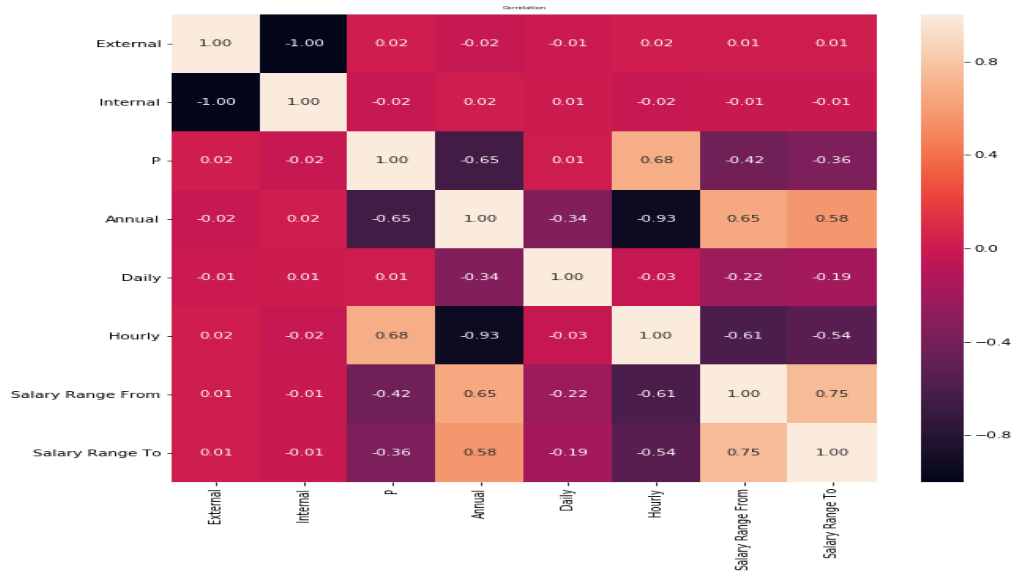 Correlation
External 1.00 -1.00 0.02 -0.02 -0.01 0.02 0.01 0.01
Internal -1.00 1.00 -0.02 0.02 0.01 -0.02 -0.01 -0.01
P 0.02 -0.02 1.00 -0.65 0.01 0.68 -0.42 -0.36
Annual -0.02 0.02 -0.65 1.00 -0.34 -0.93 0.65 0.58
Daily -0.01 0.01 0.01 -0.34 1.00 -0.03 -0.22 -0.19
Hourly 0.02 -0.02 0.68 -0.93 -0.03 1.00 -0.61 -0.54
Salary Range From 0.01 -0.01 -0.42 0.65 -0.22 -0.61 1.00 0.75
Salary Range To 0.01 -0.01 -0.36 0.58 -0.19 -0.54 0.75 1.00
External Internal P Annual Daily Hourly Salary Range From Salary Range To
0.8
0.4
0.0
−0.4
−0.8